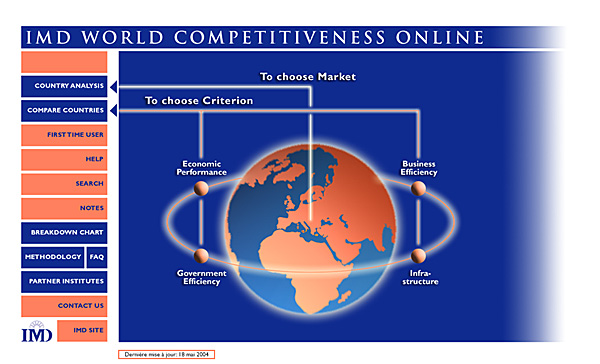 IMD WORLD COMPETITIVENESS ONLINE
COUNTRY ANALYSIS
COMPARE COUNTRIES
FIRST TIME USER
HELP
SEARCH
NOTES
BREAKDOWN CHART
METHODOLOGY FAQ
PARTNER INSTITUTES
CONTACT US
IMD IMD SITE
To choose Market
To choose Criterion
Economic
Performance
Business
Efficiency
Government
Efficiency
Infra-
structure
Dernière mise à jour: 18 mai 2004